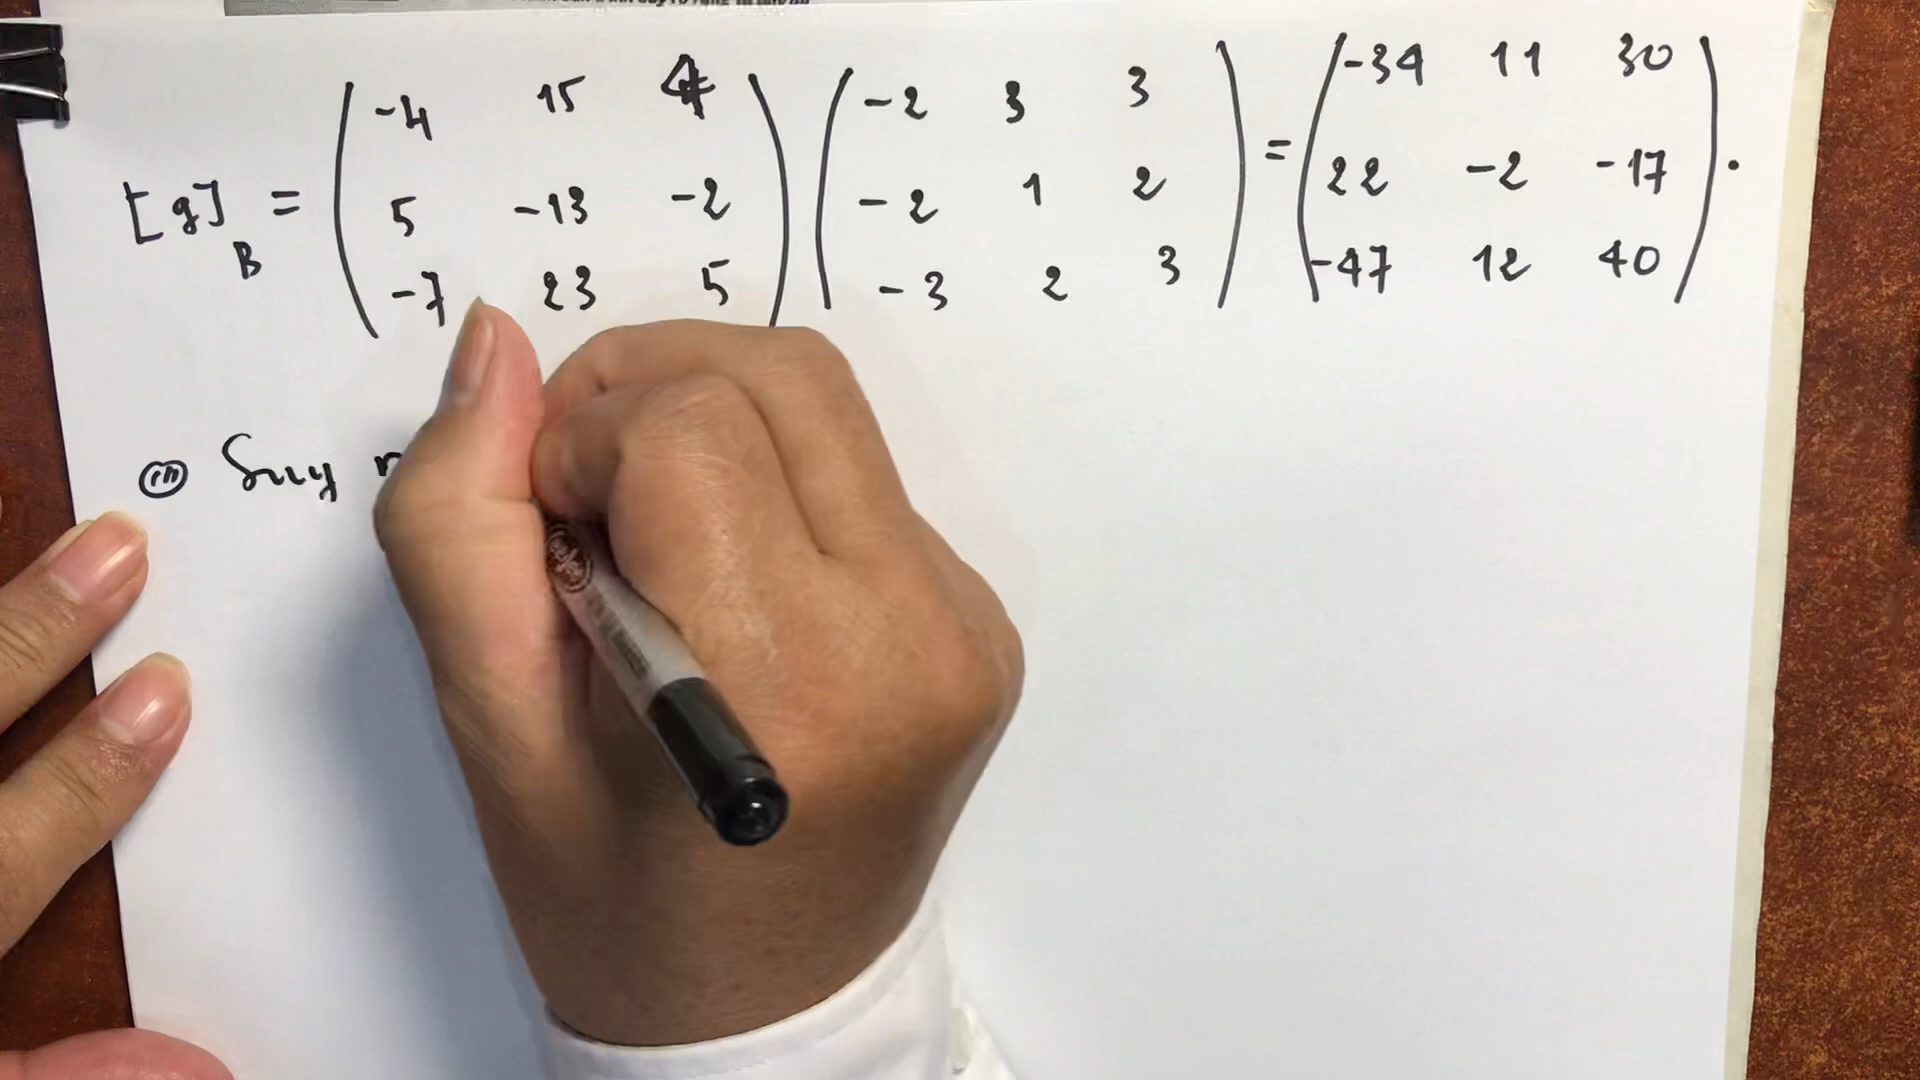 [g]_B = ( -4 15 4 ) ( -2 3 3 ) = ( -34 11 30 ) .
( 5 -13 -2 ) ( -2 1 2 ) ( 22 -2 -17 )
( -7 23 5 ) ( -3 2 3 ) ( -47 12 40 )
Suy